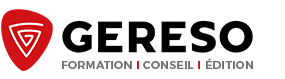 GERESO
FORMATION I CONSEIL I ÉDITION